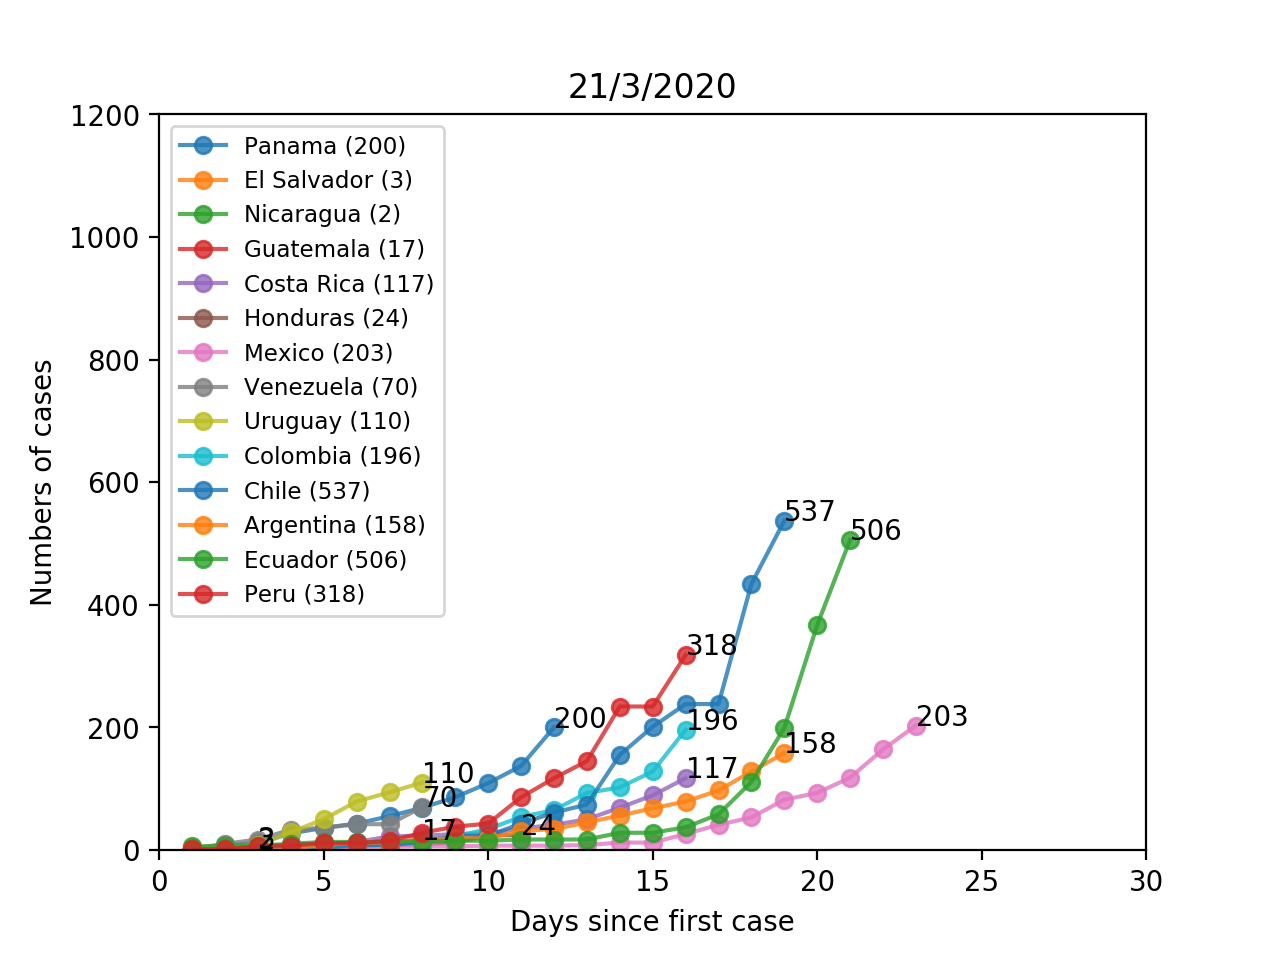 21/3/2020
1200
1000
800
600
400
200
0
Numbers of cases
Panama (200)
El Salvador (3)
Nicaragua (2)
Guatemala (17)
Costa Rica (117)
Honduras (24)
Mexico (203)
Venezuela (70)
Uruguay (110)
Colombia (196)
Chile (537)
Argentina (158)
Ecuador (506)
Peru (318)
537
506
318
200
196
203
158
117
110
70
24
17
3
2
0 5 10 15 20 25 30
Days since first case